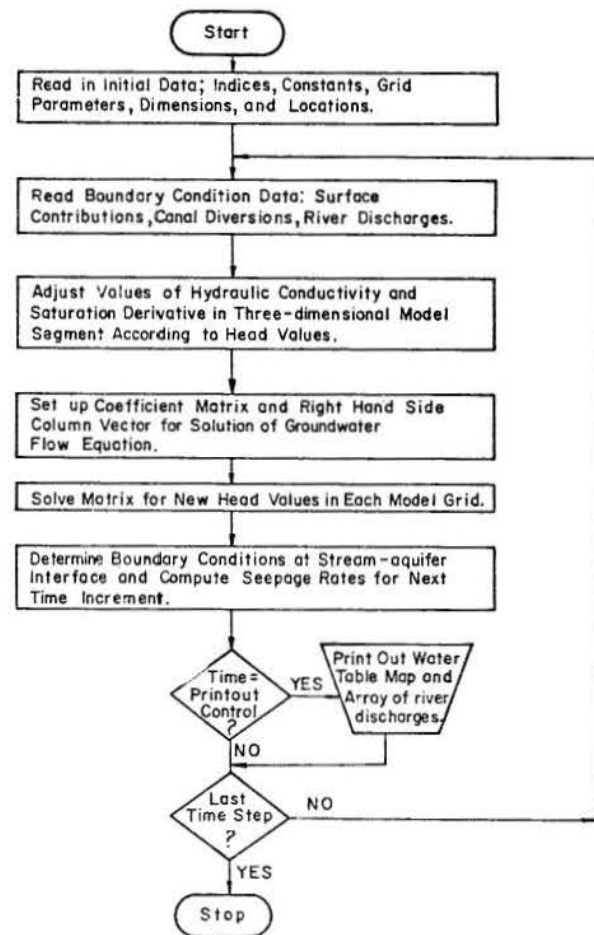 Start
Read in Initial Data; Indices, Constants, Grid
Parameters, Dimensions, and Locations.
Read Boundary Condition Data: Surface
Contributions, Canal Diversions, River Discharges.
Adjust Values of Hydraulic Conductivity and
Saturation Derivative in Three-dimensional Model
Segment According to Head Values.
Set up Coefficient Matrix and Right Hand Side
Column Vector for Solution of Groundwater
Flow Equation.
Solve Matrix for New Head Values in Each Model Grid.
Determine Boundary Conditions at Stream-aquifer
Interface and Compute Seepage Rates for Next
Time Increment.
Time=
Printout
Control
?
YES
Print Out Water
Table Map and
Array of river
discharges.
NO
Last
Time Step
?
NO
YES
Stop